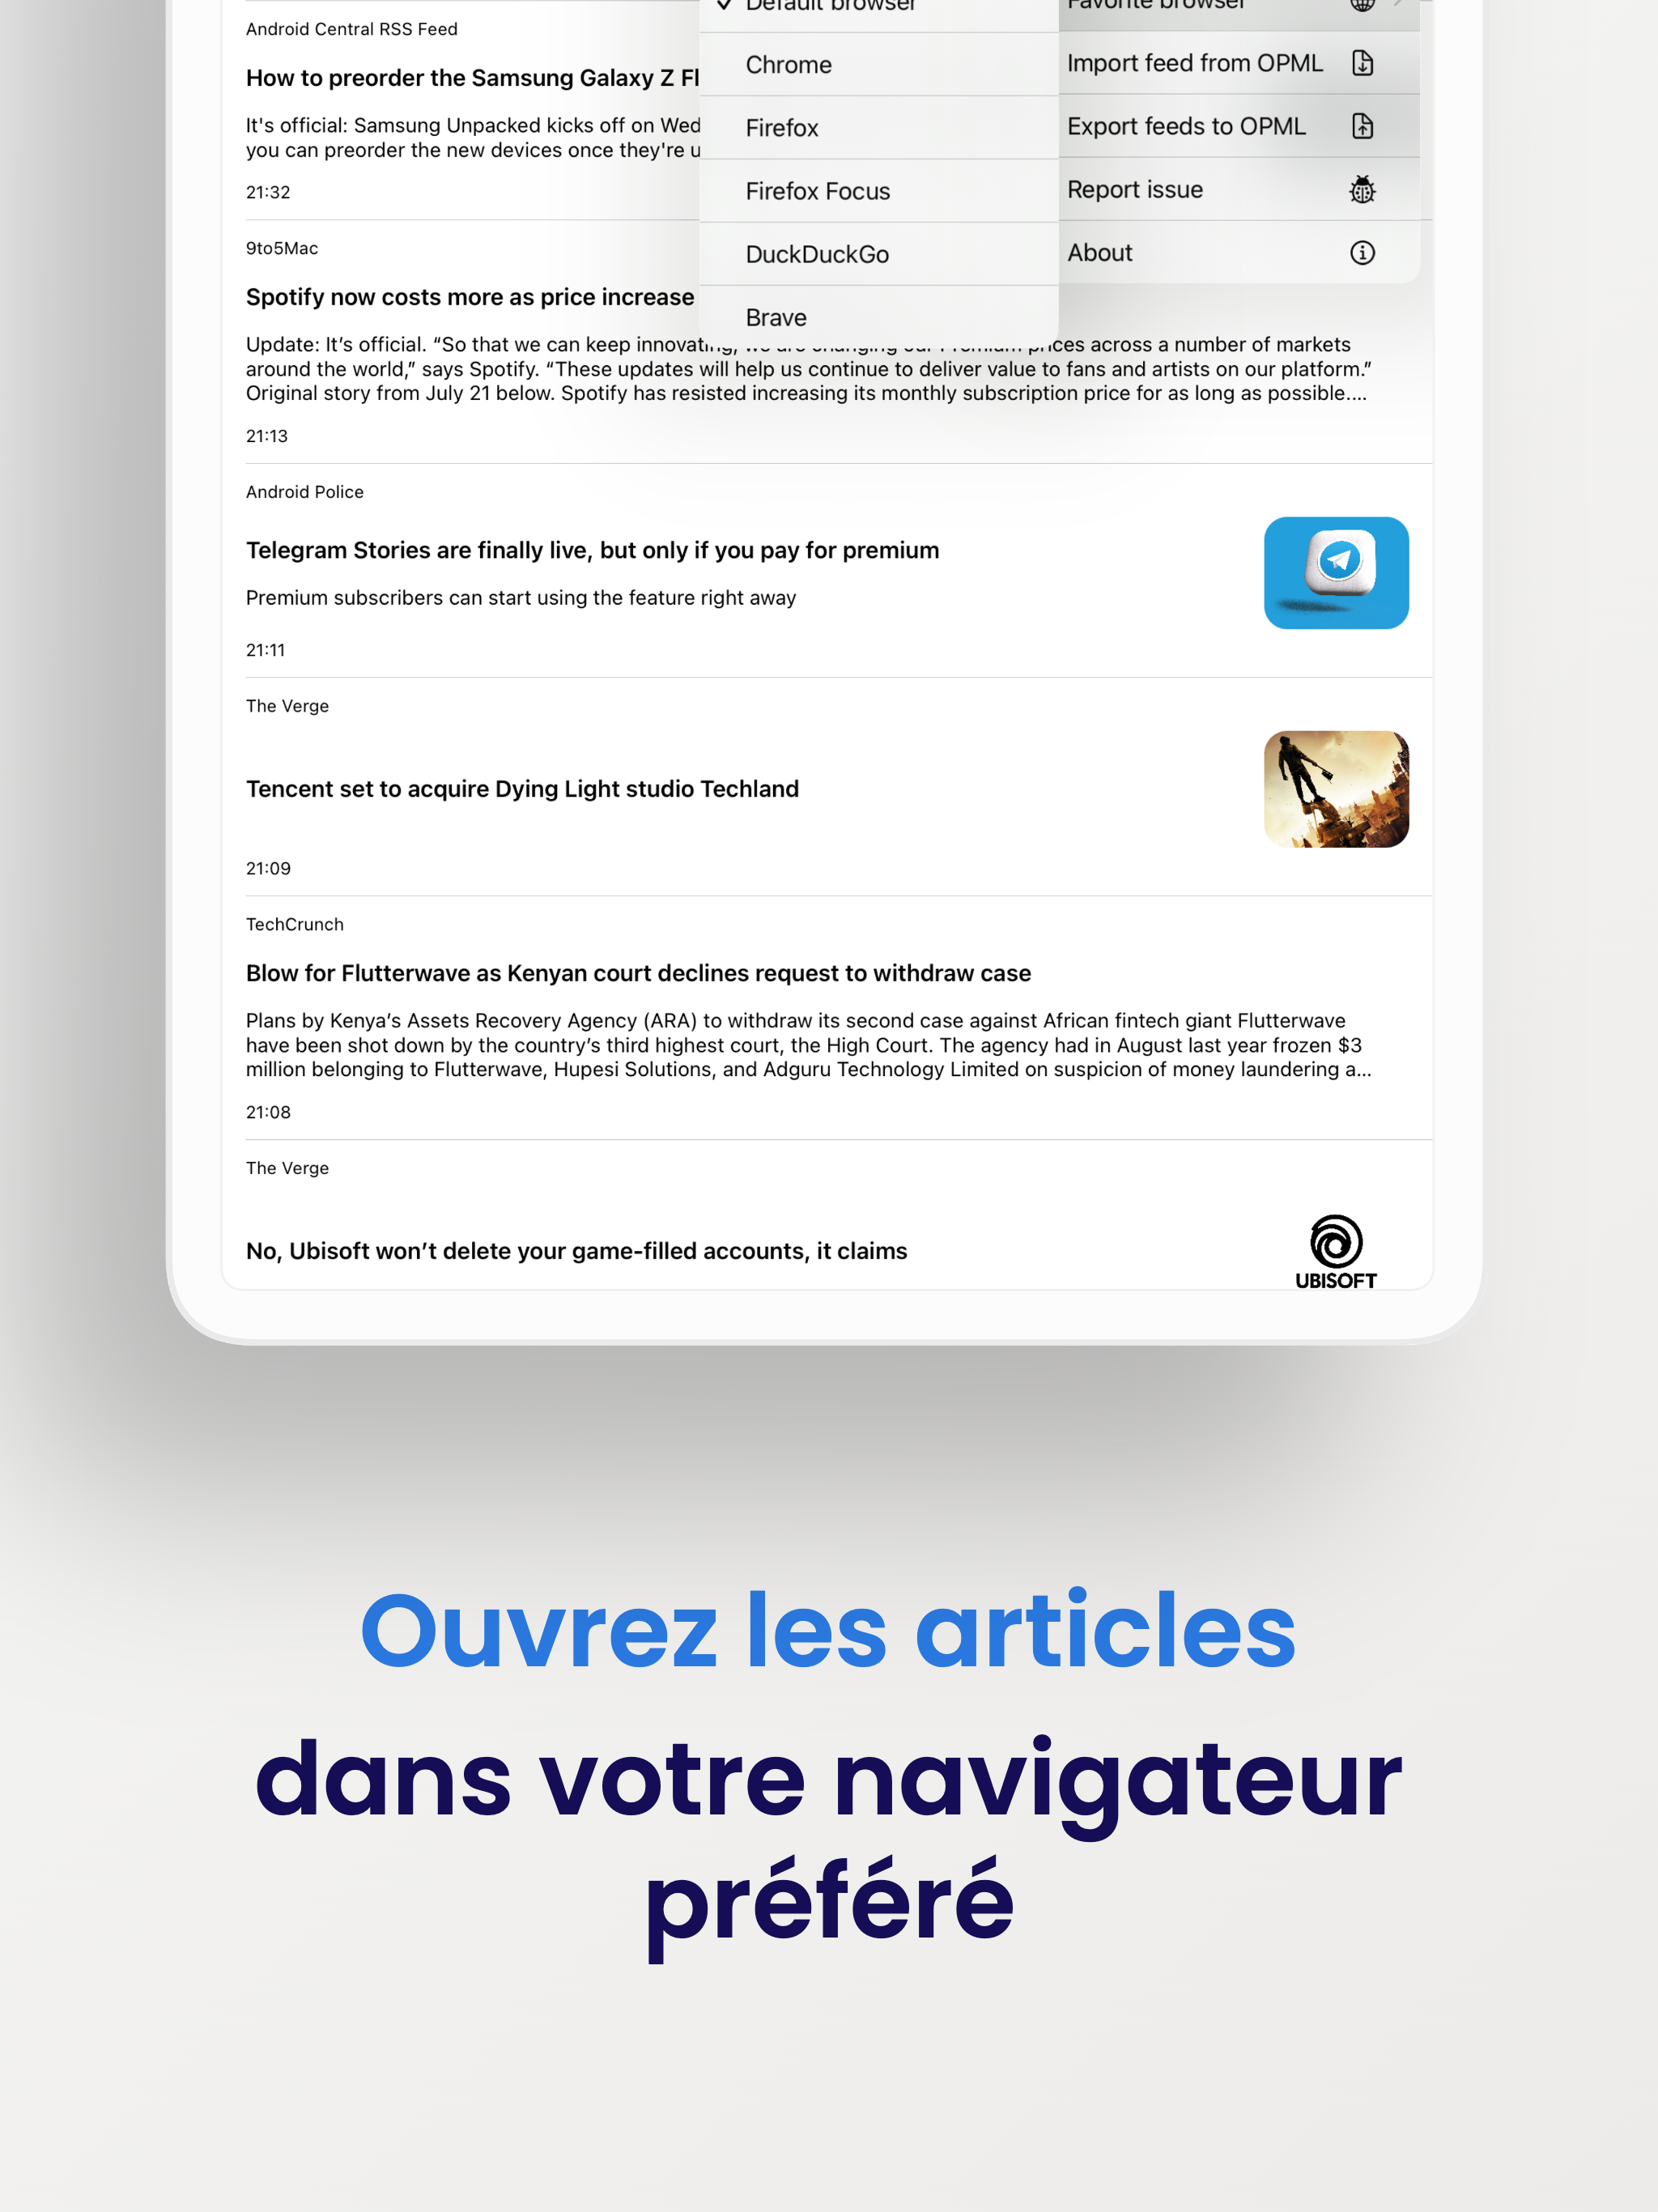 Default browser
Favorite browser
Android Central RSS Feed
How to preorder the Samsung Galaxy Z Fl
It's official: Samsung Unpacked kicks off on Wed
you can preorder the new devices once they're u
21:32
Chrome
Firefox
Firefox Focus
DuckDuckGo
Brave
Import feed from OPML
Export feeds to OPML
Report issue
About
9to5Mac
Spotify now costs more as price increase
Update: It’s official. “So that we can keep innovating, we are changing our Premium prices across a number of markets
around the world,” says Spotify. “These updates will help us continue to deliver value to fans and artists on our platform.”
Original story from July 21 below. Spotify has resisted increasing its monthly subscription price for as long as possible....
21:13
Android Police
Telegram Stories are finally live, but only if you pay for premium
Premium subscribers can start using the feature right away
21:11
The Verge
Tencent set to acquire Dying Light studio Techland
21:09
TechCrunch
Blow for Flutterwave as Kenyan court declines request to withdraw case
Plans by Kenya’s Assets Recovery Agency (ARA) to withdraw its second case against African fintech giant Flutterwave
have been shot down by the country’s third highest court, the High Court. The agency had in August last year frozen $3
million belonging to Flutterwave, Hupesi Solutions, and Adguru Technology Limited on suspicion of money laundering a...
21:08
The Verge
No, Ubisoft won’t delete your game-filled accounts, it claims
UBISOFT
Ouvrez les articles
dans votre navigateur
préféré